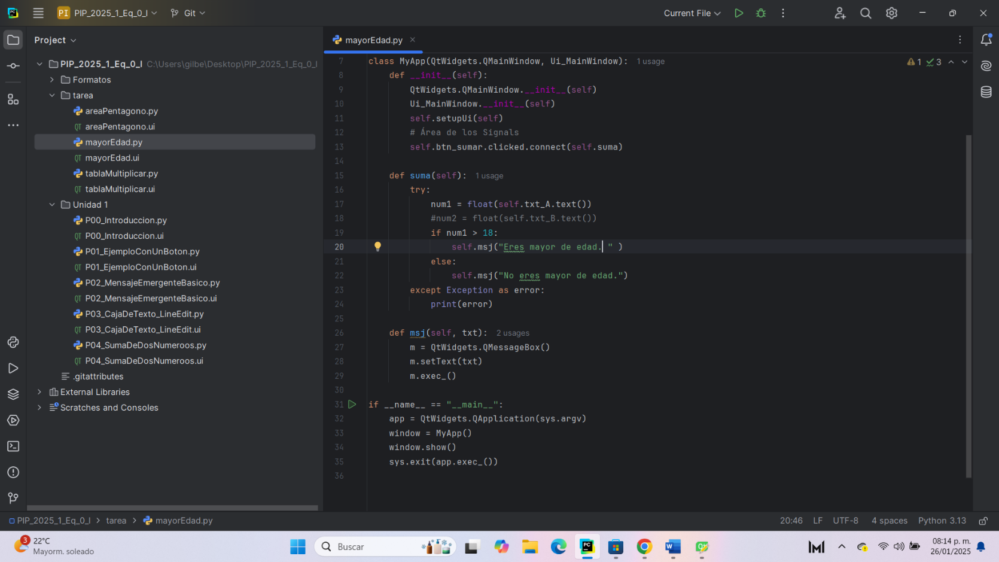 PC
PI PIP_2025_1_Eq_0_I
Git
Current File
Project
PIP_2025_1_Eq_0_I C:\Users\gilbe\Desktop\PIP_2025_1_Eq_0_I
Formatos
tarea
areaPentagono.py
areaPentagono.ui
mayorEdad.py
mayorEdad.ui
tablaMultiplicar.py
tablaMultiplicar.ui
Unidad 1
P00_Introduccion.py
P00_Introduccion.ui
P01_EjemploConUnBoton.py
P01_EjemploConUnBoton.ui
P02_MensajeEmergenteBasico.py
P02_MensajeEmergenteBasico.ui
P03_CajaDeTexto_LineEdit.py
P03_CajaDeTexto_LineEdit.ui
P04_SumaDeDosNumeroos.py
P04_SumaDeDosNumeroos.ui
.gitattributes
External Libraries
Scratches and Consoles
mayorEdad.py
1 3
7 class MyApp(QtWidgets.QMainWindow, Ui_MainWindow): 1 usage
8 def __init__(self):
9 QtWidgets.QMainWindow.__init__(self)
10 Ui_MainWindow.__init__(self)
11 self.setupUi(self)
12 # Área de los Signals
13 self.btn_sumar.clicked.connect(self.suma)
14
15 def suma(self): 1 usage
16 try:
17 num1 = float(self.txt_A.text())
18 #num2 = float(self.txt_B.text())
19 if num1 > 18:
20 self.msj("Eres mayor de edad. " )
21 else:
22 self.msj("No eres mayor de edad.")
23 except Exception as error:
24 print(error)
25
26 def msj(self, txt): 2 usages
27 m = QtWidgets.QMessageBox()
28 m.setText(txt)
29 m.exec_()
30
31 if __name__ == "__main__":
32 app = QtWidgets.QApplication(sys.argv)
33 window = MyApp()
34 window.show()
35 sys.exit(app.exec_())
36
PIP_2025_1_Eq_0_I > tarea > mayorEdad.py
20:46 LF UTF-8 4 spaces Python 3.13
3 22°C
Mayorm. soleado
Buscar
08:14 p. m.
26/01/2025